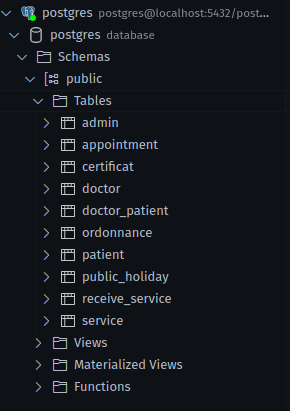 postgres postgres@localhost:5432/post...
postgres database
Schemas
public
Tables
admin
appointment
certificat
doctor
doctor_patient
ordonnance
patient
public_holiday
receive_service
service
Views
Materialized Views
Functions